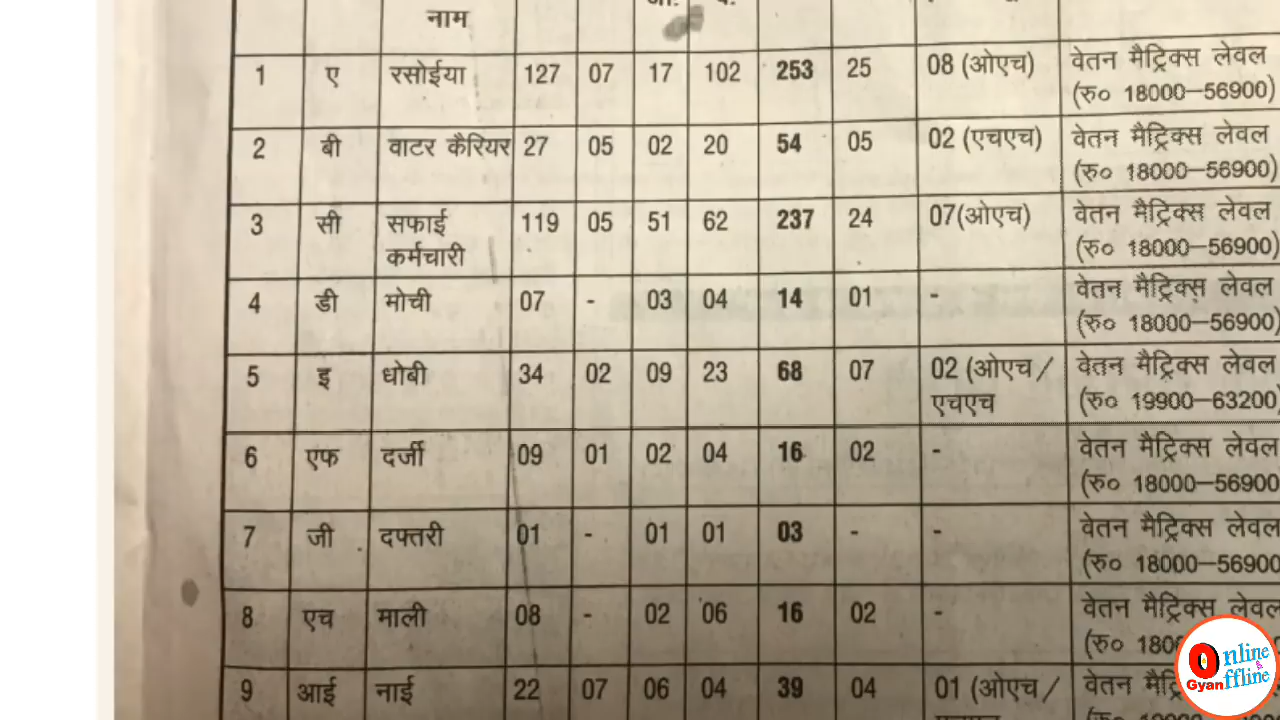 नाम
1 ए रसोईया 127 07 17 102 253 25 08 (ओएच) वेतन मैट्रिक्स लेवल
(रु० 18000–56900)
2 बी वाटर कैरियर 27 05 02 20 54 05 02 (एचएच) वेतन मैट्रिक्स लेवल
(रु० 18000–56900)
3 सी सफाई 119 05 51 62 237 24 07(ओएच) वेतन मैट्रिक्स लेवल
कर्मचारी (रु० 18000–56900)
4 डी मोची 07 - 03 04 14 01 - वेतन मैट्रिक्स लेवल
(रु० 18000–56900)
5 इ धोबी 34 02 09 23 68 07 02 (ओएच / वेतन मैट्रिक्स लेवल
एचएच (रु० 19900–63200)
6 एफ दर्जी 09 01 02 04 16 02 - वेतन मैट्रिक्स लेवल
(रु० 18000–56900
7 जी दफ्तरी 01 - 01 01 03 - - वेतन मैट्रिक्स लेवल
(रु० 18000–56900
8 एच माली 08 - 02 06 16 02 - वेतन मैट्रिक्स लेवल
(रु०
9 आई नाई 22 07 06 04 39 04 01 (ओएच / वेतन
Online
Gyan ffline